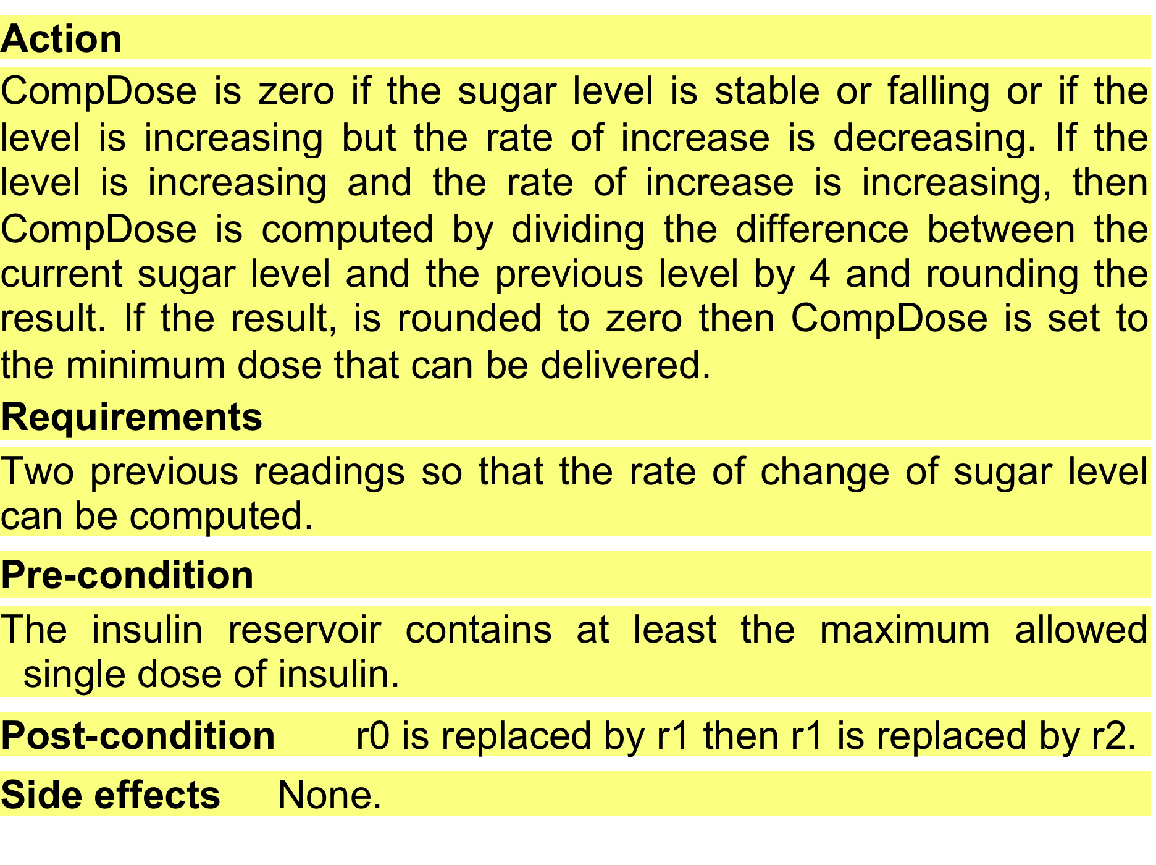 Action
CompDose is zero if the sugar level is stable or falling or if the
level is increasing but the rate of increase is decreasing. If the
level is increasing and the rate of increase is increasing, then
CompDose is computed by dividing the difference between the
current sugar level and the previous level by 4 and rounding the
result. If the result, is rounded to zero then CompDose is set to
the minimum dose that can be delivered.
Requirements
Two previous readings so that the rate of change of sugar level
can be computed.
Pre-condition
The insulin reservoir contains at least the maximum allowed
single dose of insulin.
Post-condition r0 is replaced by r1 then r1 is replaced by r2.
Side effects None.